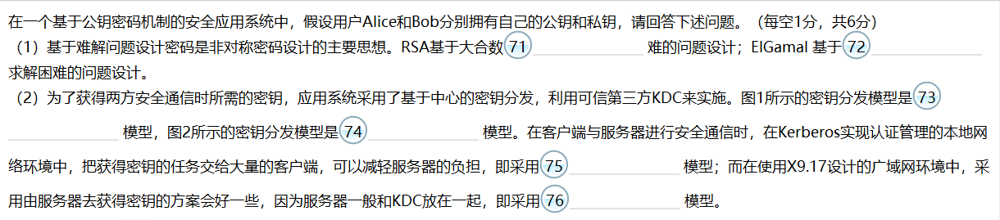 在一个基于公钥密码机制的安全应用系统中，假设用户Alice和Bob分别拥有自己的公钥和私钥，请回答下述问题。（每空1分，共6分）
（1）基于难解问题设计密码是非对称密码设计的主要思想。RSA基于大合数 71 ____________ 难的问题设计；ElGamal 基于 72 ____________
求解困难的问题设计。
（2）为了获得两方安全通信时所需的密钥，应用系统采用了基于中心的密钥分发，利用可信第三方KDC来实施。图1所示的密钥分发模型是 73
____________ 模型，图2所示的密钥分发模型是 74 ____________ 模型。在客户端与服务器进行安全通信时，在Kerberos实现认证管理的本地网
络环境中，把获得密钥的任务交给大量的客户端，可以减轻服务器的负担，即采用 75 ____________ 模型；而在使用X9.17设计的广域网环境中，采
用由服务器去获得密钥的方案会好一些，因为服务器一般和KDC放在一起，即采用 76 ____________ 模型。